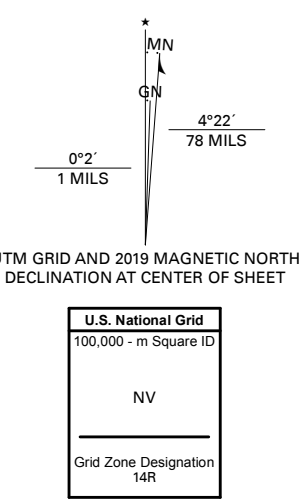 ★
MN
GN
4°22´
78 MILS
0°2´
1 MILS
UTM GRID AND 2019 MAGNETIC NORTH
DECLINATION AT CENTER OF SHEET
U.S. National Grid
100,000 - m Square ID
NV
Grid Zone Designation
14R